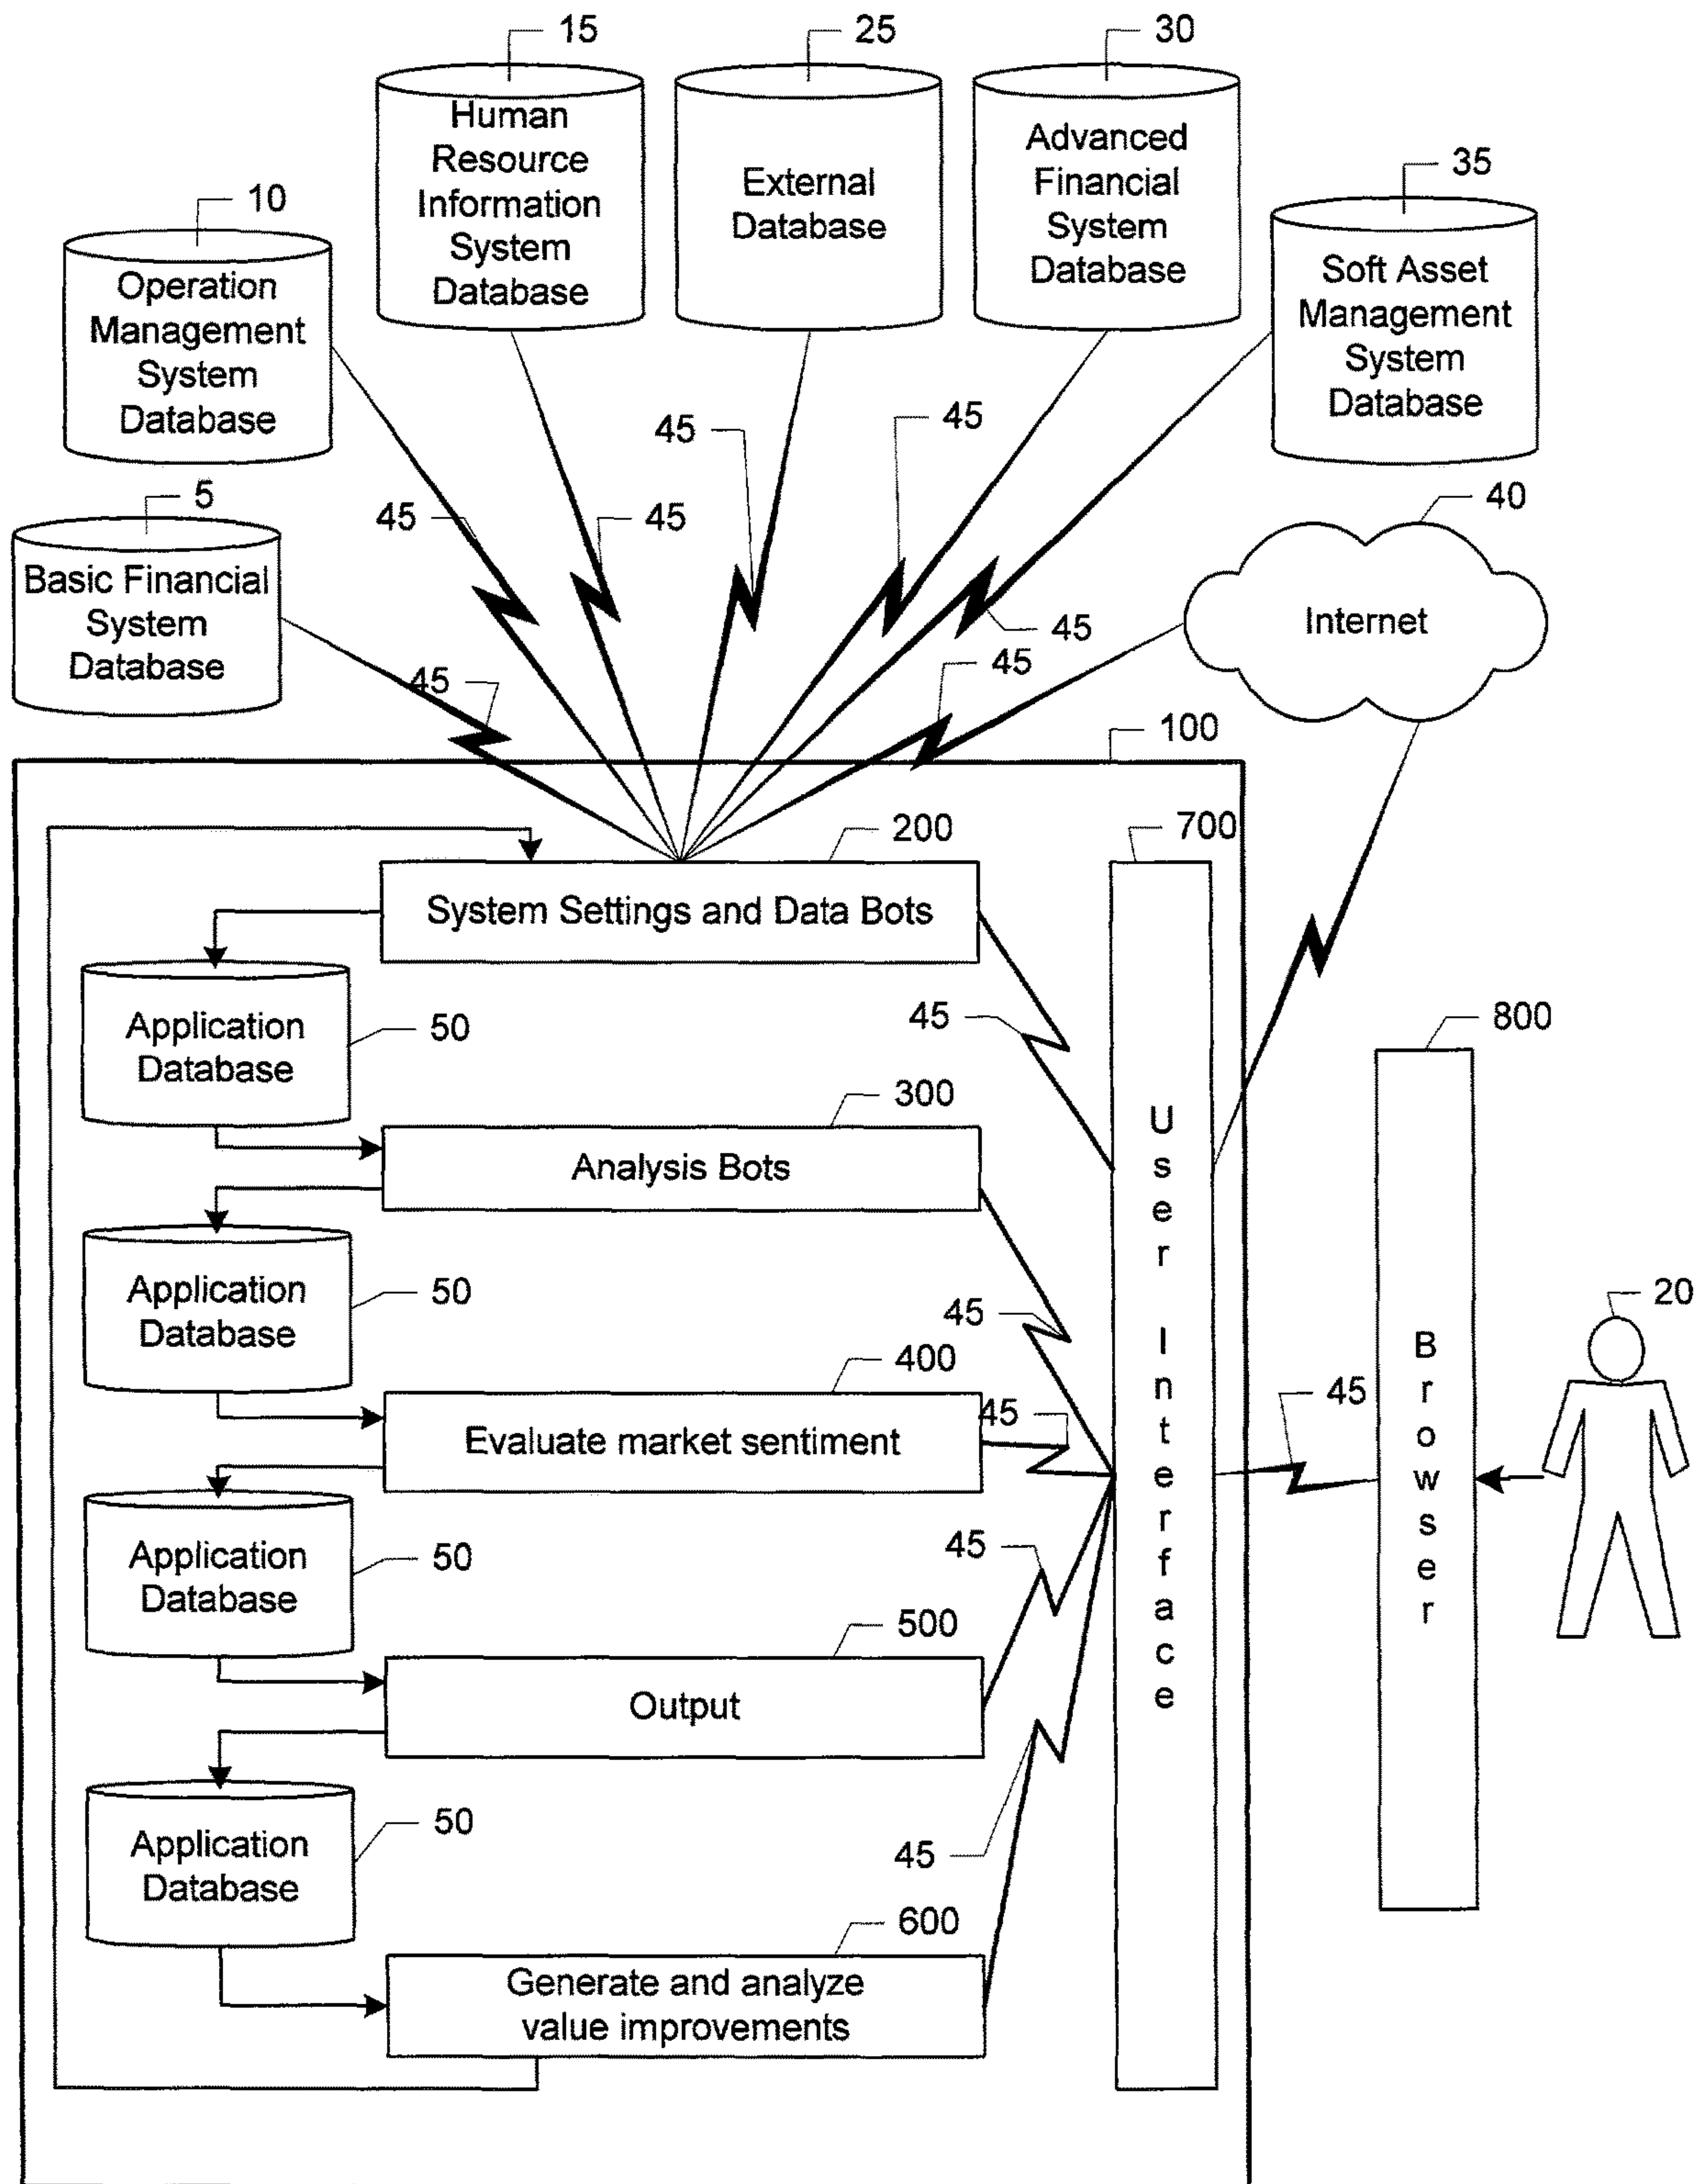 15
25
30
Human
Resource
Information
System
Database
External
Database
Advanced
Financial
System
Database
35
10
Operation
Management
System
Database
Soft Asset
Management
System
Database
45
45
45
45
45
45
45
5
Basic Financial
System
Database
40
Internet
100
200
700
System Settings and Data Bots
Application
Database
50
45
800
300
Analysis Bots
User Interface
Application
Database
50
45
20
400
Browser
45
45
Evaluate market sentiment
Application
Database
50
45
500
Output
Application
Database
50
45
600
Generate and analyze
value improvements